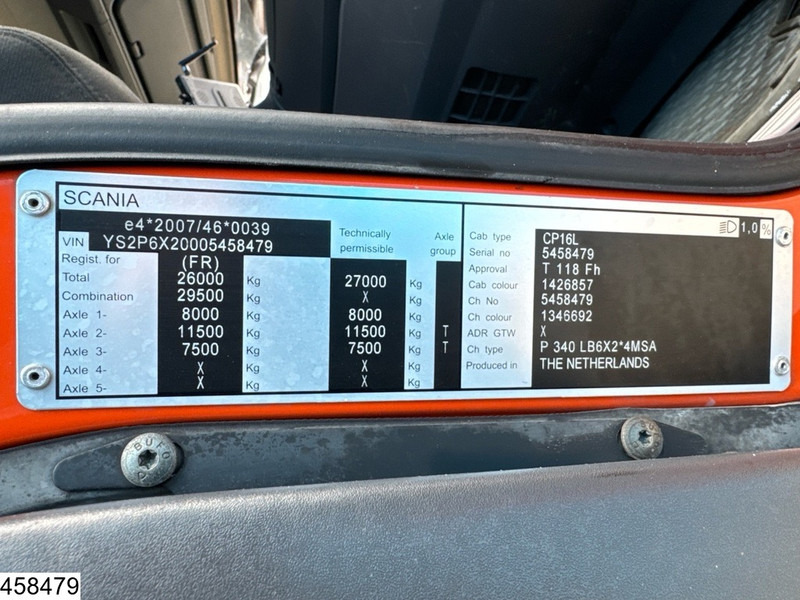 SCANIA
e4*2007/46*0039
VIN YS2P6X20005458479
Technically permissible
Axle group
Regist. for (FR)
Total 26000 Kg 27000 Kg
Combination 29500 Kg X Kg
Axle 1- 8000 Kg 8000 Kg
Axle 2- 11500 Kg 11500 Kg T
Axle 3- 7500 Kg 7500 Kg T
Axle 4- X Kg X Kg
Axle 5- X Kg X Kg
1,0 %
Cab type CP16L
Serial no 5458479
Approval T 118 Fh
Cab colour 1426857
Ch No 5458479
Ch colour 1346692
ADR GTW X
Ch type P 340 LB6X2*4MSA
Produced in THE NETHERLANDS
BUFO
458479